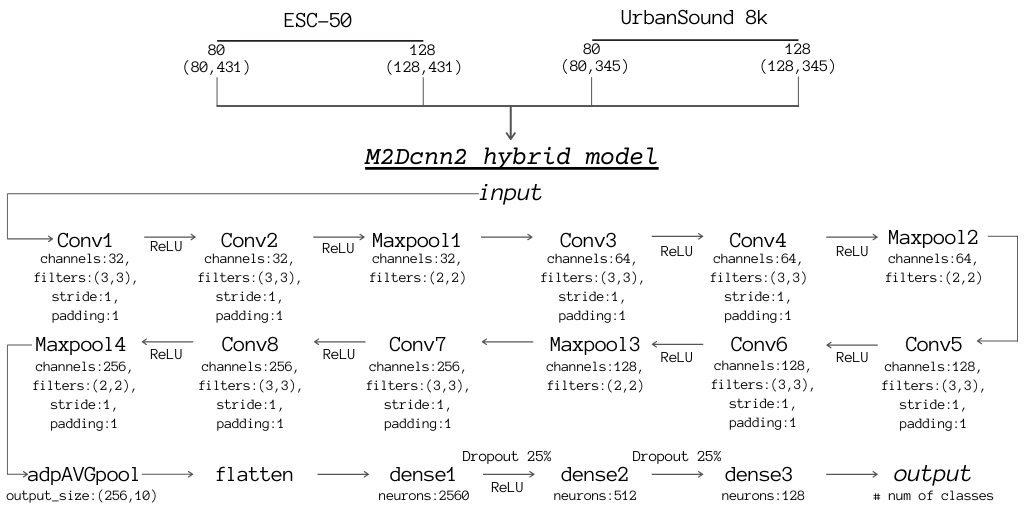 ESC-50 UrbanSound 8k
80 128 80 128
(80,431) (128,431) (80,345) (128,345)
M2Dcnn2 hybrid model
input
Conv1 ReLU Conv2 ReLU Maxpool1 Conv3 ReLU Conv4 ReLU Maxpool2
channels:32, channels:32, channels:32, channels:64, channels:64, channels:64,
filters:(3,3), filters:(3,3), filters:(2,2) filters:(3,3), filters:(3,3) filters:(2,2)
stride:1, stride:1, stride:1, stride:1,
padding:1 padding:1 padding:1 padding:1
Maxpool4 ReLU Conv8 ReLU Conv7 Maxpool3 ReLU Conv6 ReLU Conv5
channels:256, channels:256, channels:256, channels:128, channels:128, channels:128,
filters:(2,2), filters:(3,3), filters:(3,3), filters:(2,2) filters:(3,3), filters:(3,3),
stride:1, stride:1, stride:1, stride:1, stride:1,
padding:1 padding:1 padding:1 padding:1 padding:1
Dropout 25% Dropout 25%
adpAVGpool flatten dense1 ReLU dense2 dense3 output
output_size:(256,10) neurons:2560 neurons:512 neurons:128 # num of classes